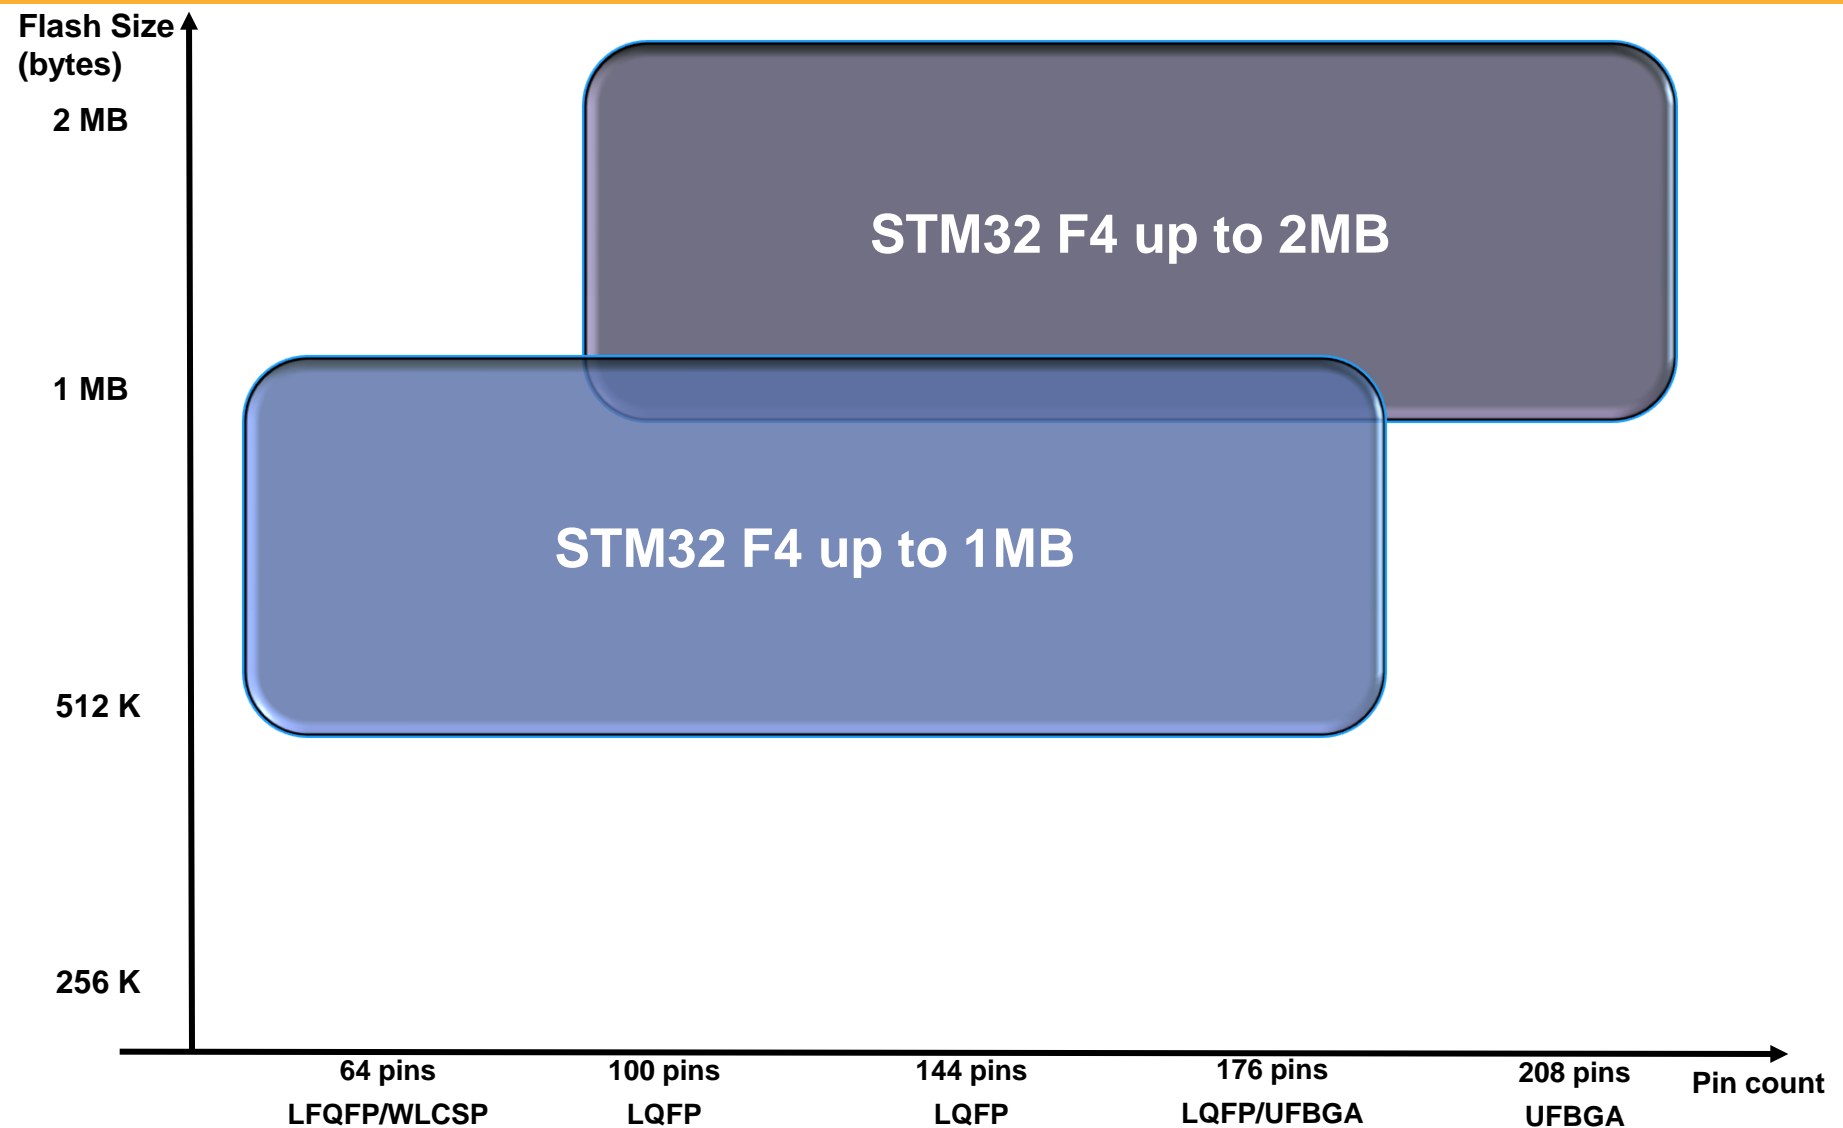 Flash Size
(bytes)
2 MB
STM32 F4 up to 2MB
1 MB
STM32 F4 up to 1MB
512 K
256 K
64 pins
LFQFP/WLCSP
100 pins
LQFP
144 pins
LQFP
176 pins
LQFP/UFBGA
208 pins
UFBGA
Pin count